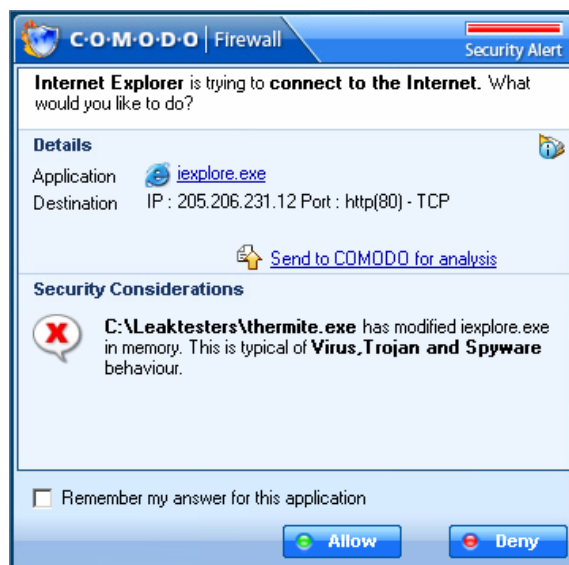 C·O·M·O·D·O | Firewall
Security Alert
Internet Explorer is trying to connect to the Internet. What
would you like to do?
Details
Application iexplore.exe
Destination IP : 205.206.231.12 Port : http(80) - TCP
Send to COMODO for analysis
Security Considerations
C:\Leaktesters\thermite.exe has modified iexplore.exe
in memory. This is typical of Virus,Trojan and Spyware
behaviour.
Remember my answer for this application
Allow
Deny